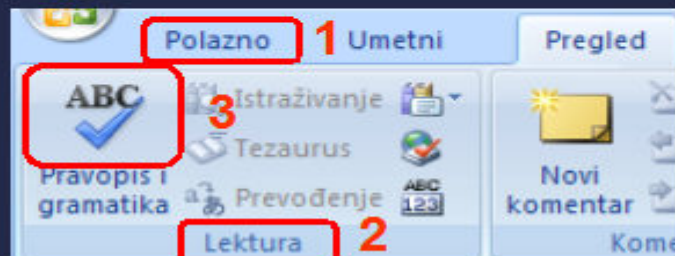 Polazno 1 Umetni Pregled
ABC 3 Istraživanje
Tezaurus
Pravopis i gramatika
Prevođenje
ABC 123
Novi komentar
Lektura 2